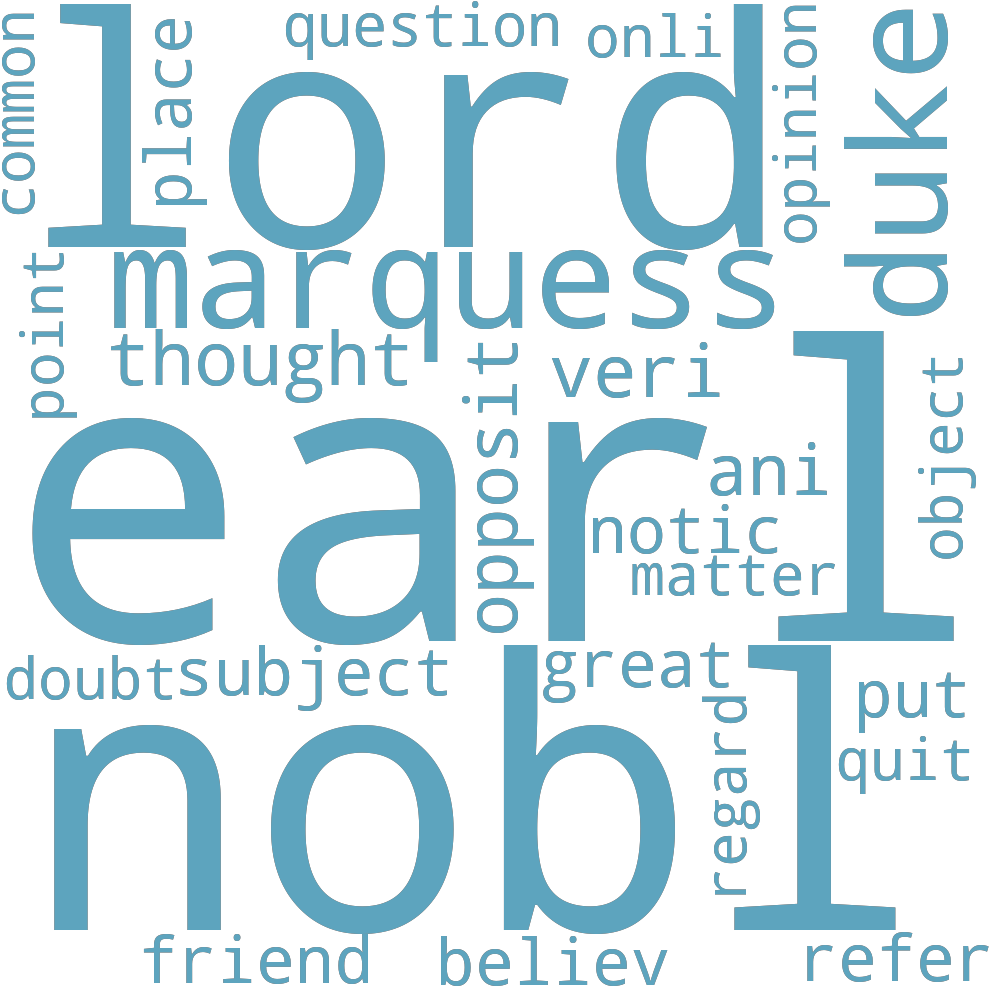 question
onli
common
place
lord
opinion
duke
marquess
point
thought
opposit
veri
object
earl
ani
notic
matter
doubt
subject
great
put
nobl
regard
quit
friend
believ
refer